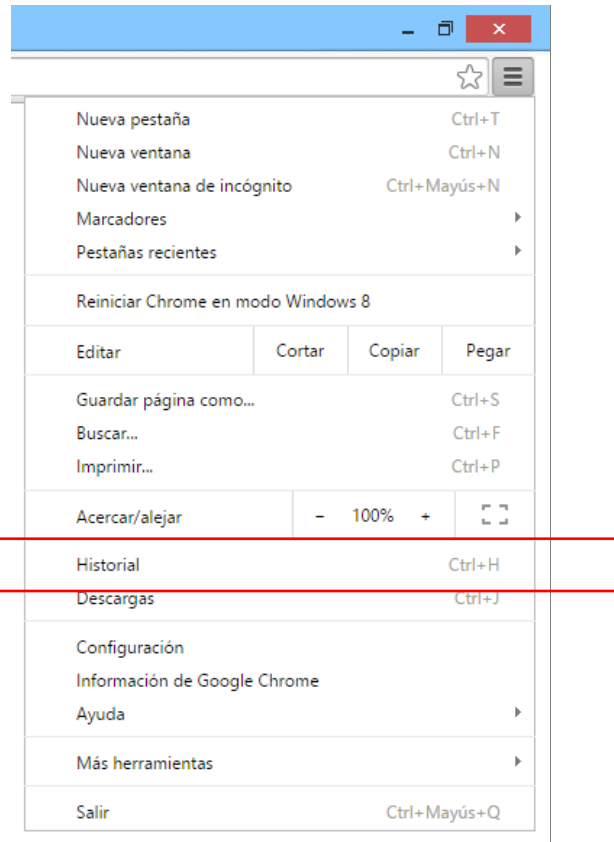 Nueva pestaña Ctrl+T
Nueva ventana Ctrl+N
Nueva ventana de incógnito Ctrl+Mayús+N
Marcadores
Pestañas recientes
Reiniciar Chrome en modo Windows 8
Editar Cortar Copiar Pegar
Guardar página como... Ctrl+S
Buscar... Ctrl+F
Imprimir... Ctrl+P
Acercar/alejar - 100% +
Historial Ctrl+H
Descargas Ctrl+J
Configuración
Información de Google Chrome
Ayuda
Más herramientas
Salir Ctrl+Mayús+Q